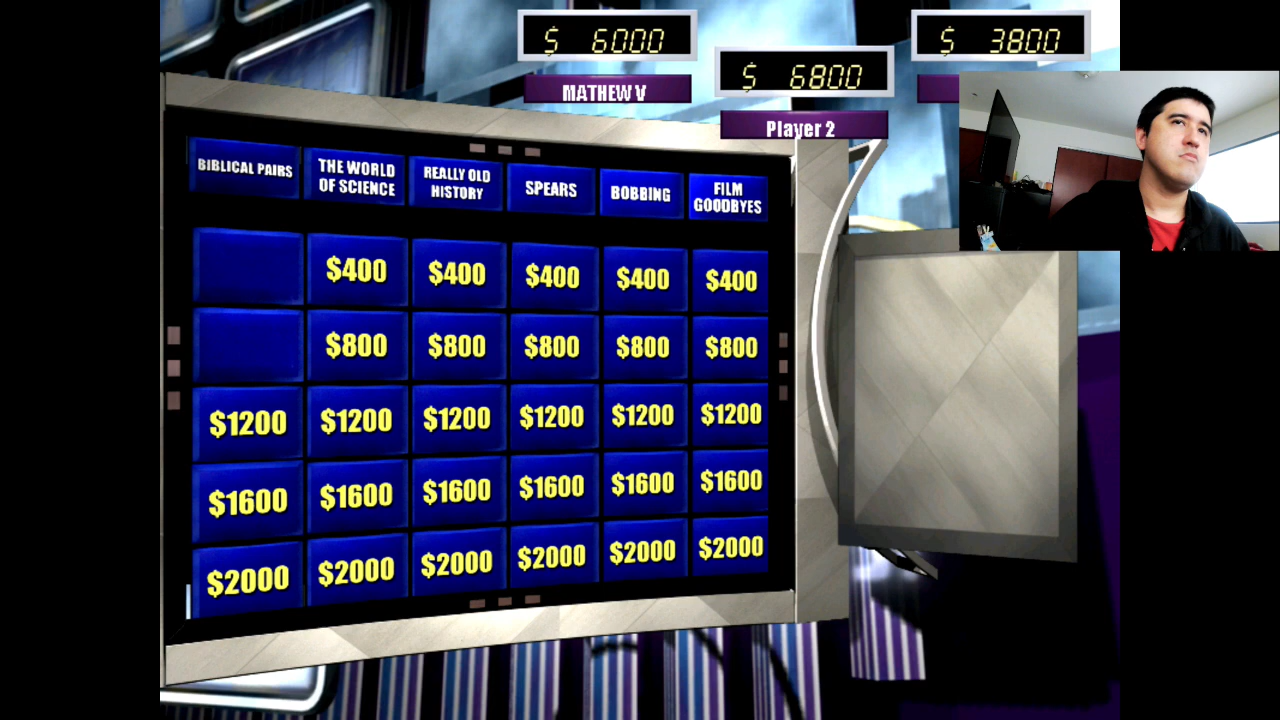 $ 6000
$ 3800
$ 6800
MATHEW V
Player 2
BIBLICAL PAIRS
THE WORLD
OF SCIENCE
REALLY OLD
HISTORY
SPEARS
BOBBING
FILM
GOODBYES
$400 $400 $400 $400 $400
$800 $800 $800 $800 $800
$1200 $1200 $1200 $1200 $1200 $1200
$1600 $1600 $1600 $1600 $1600 $1600
$2000 $2000 $2000 $2000 $2000 $2000